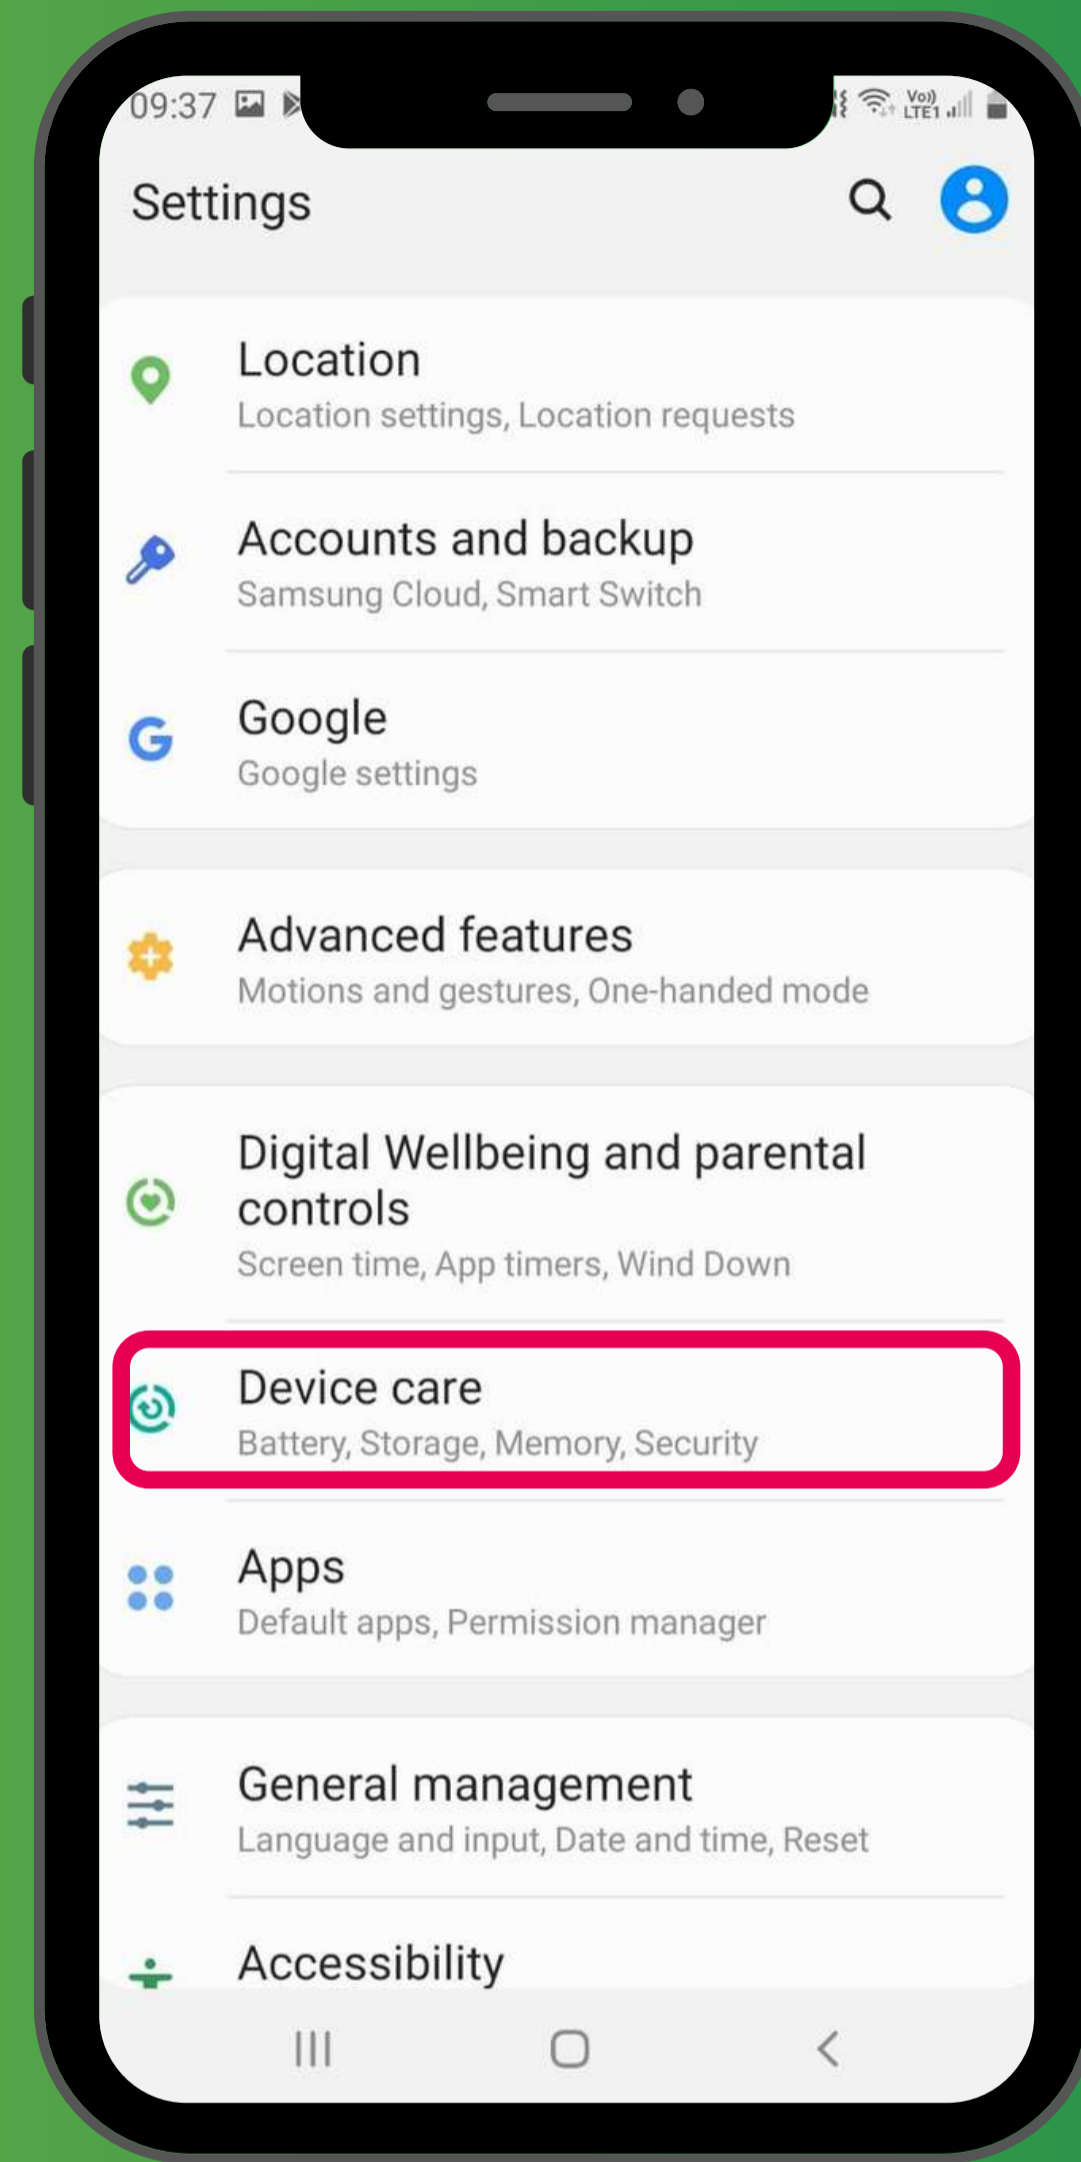 09:37
Vo)) LTE1
Settings
Location
Location settings, Location requests
Accounts and backup
Samsung Cloud, Smart Switch
G
Google
Google settings
Advanced features
Motions and gestures, One-handed mode
Digital Wellbeing and parental
controls
Screen time, App timers, Wind Down
Device care
Battery, Storage, Memory, Security
Apps
Default apps, Permission manager
General management
Language and input, Date and time, Reset
Accessibility